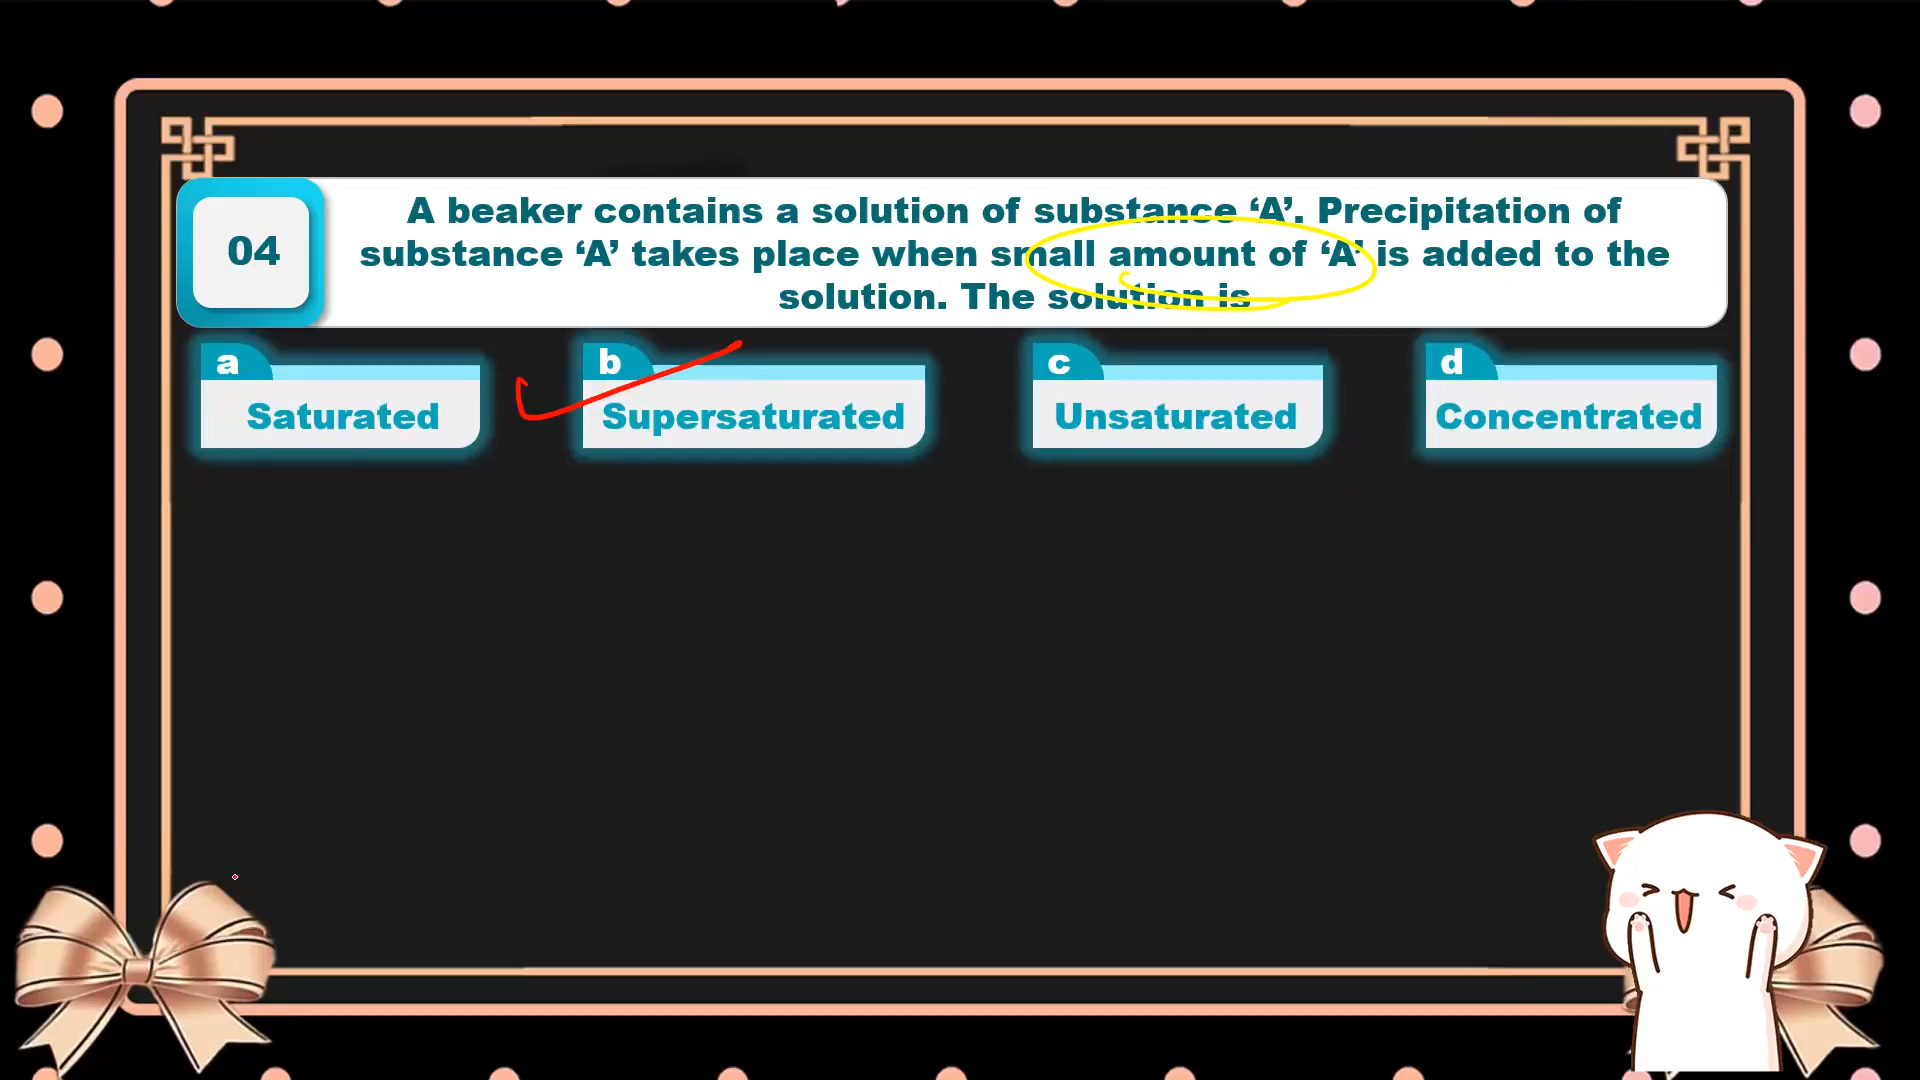 04
A beaker contains a solution of substance ‘A’. Precipitation of
substance ‘A’ takes place when small amount of ‘A’ is added to the
solution. The solution is
a
Saturated
b
Supersaturated
c
Unsaturated
d
Concentrated